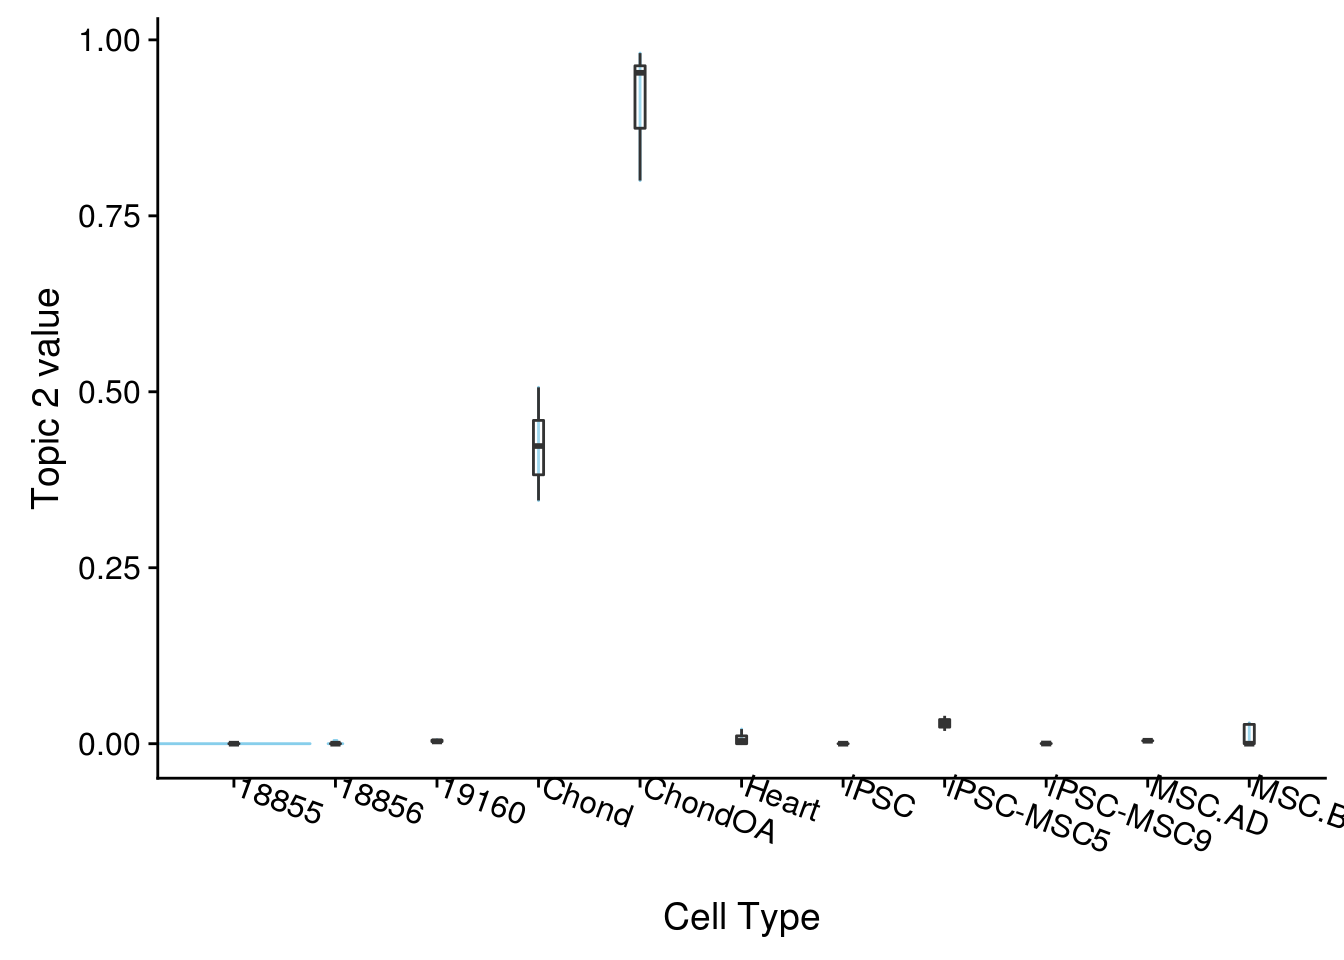 1.00
0.75
0.50
0.25
0.00
Topic 2 value
18855
18856
19160
Chond
ChondOA
Heart
iPSC
iPSC-MSC5
iPSC-MSC9
MSC.AD
MSC.B
Cell Type